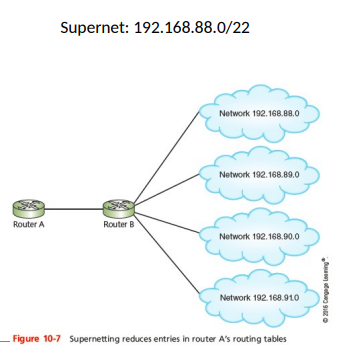 Supernet: 192.168.88.0/22
Network 192.168.88.0
Network 192.168.89.0
Router A
Router B
Network 192.168.90.0
Network 192.168.91.0
© 2016 Cengage Learning®
Figure 10-7 Supernetting reduces entries in router A's routing tables